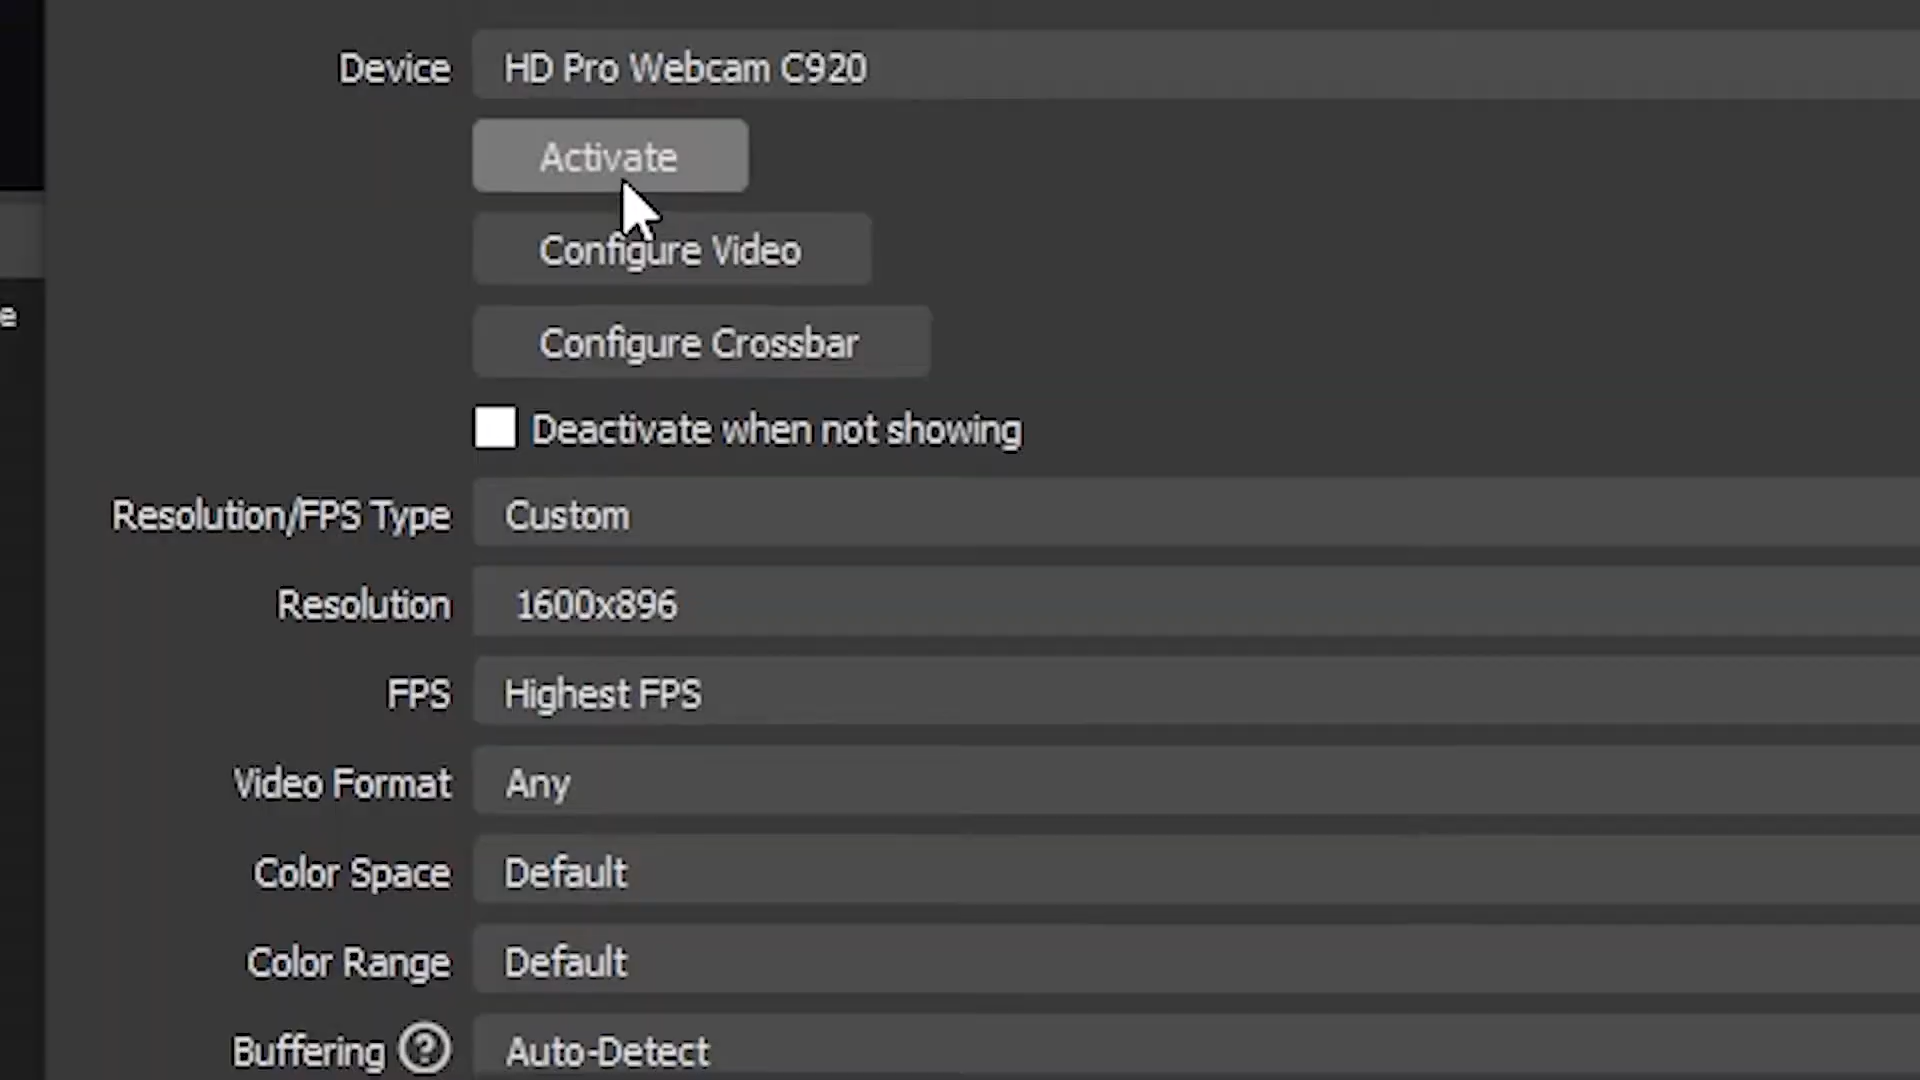 Device HD Pro Webcam C920
Activate
Configure Video
Configure Crossbar
Deactivate when not showing
e
Resolution/FPS Type Custom
Resolution 1600x896
FPS Highest FPS
Video Format Any
Color Space Default
Color Range Default
Buffering ? Auto-Detect